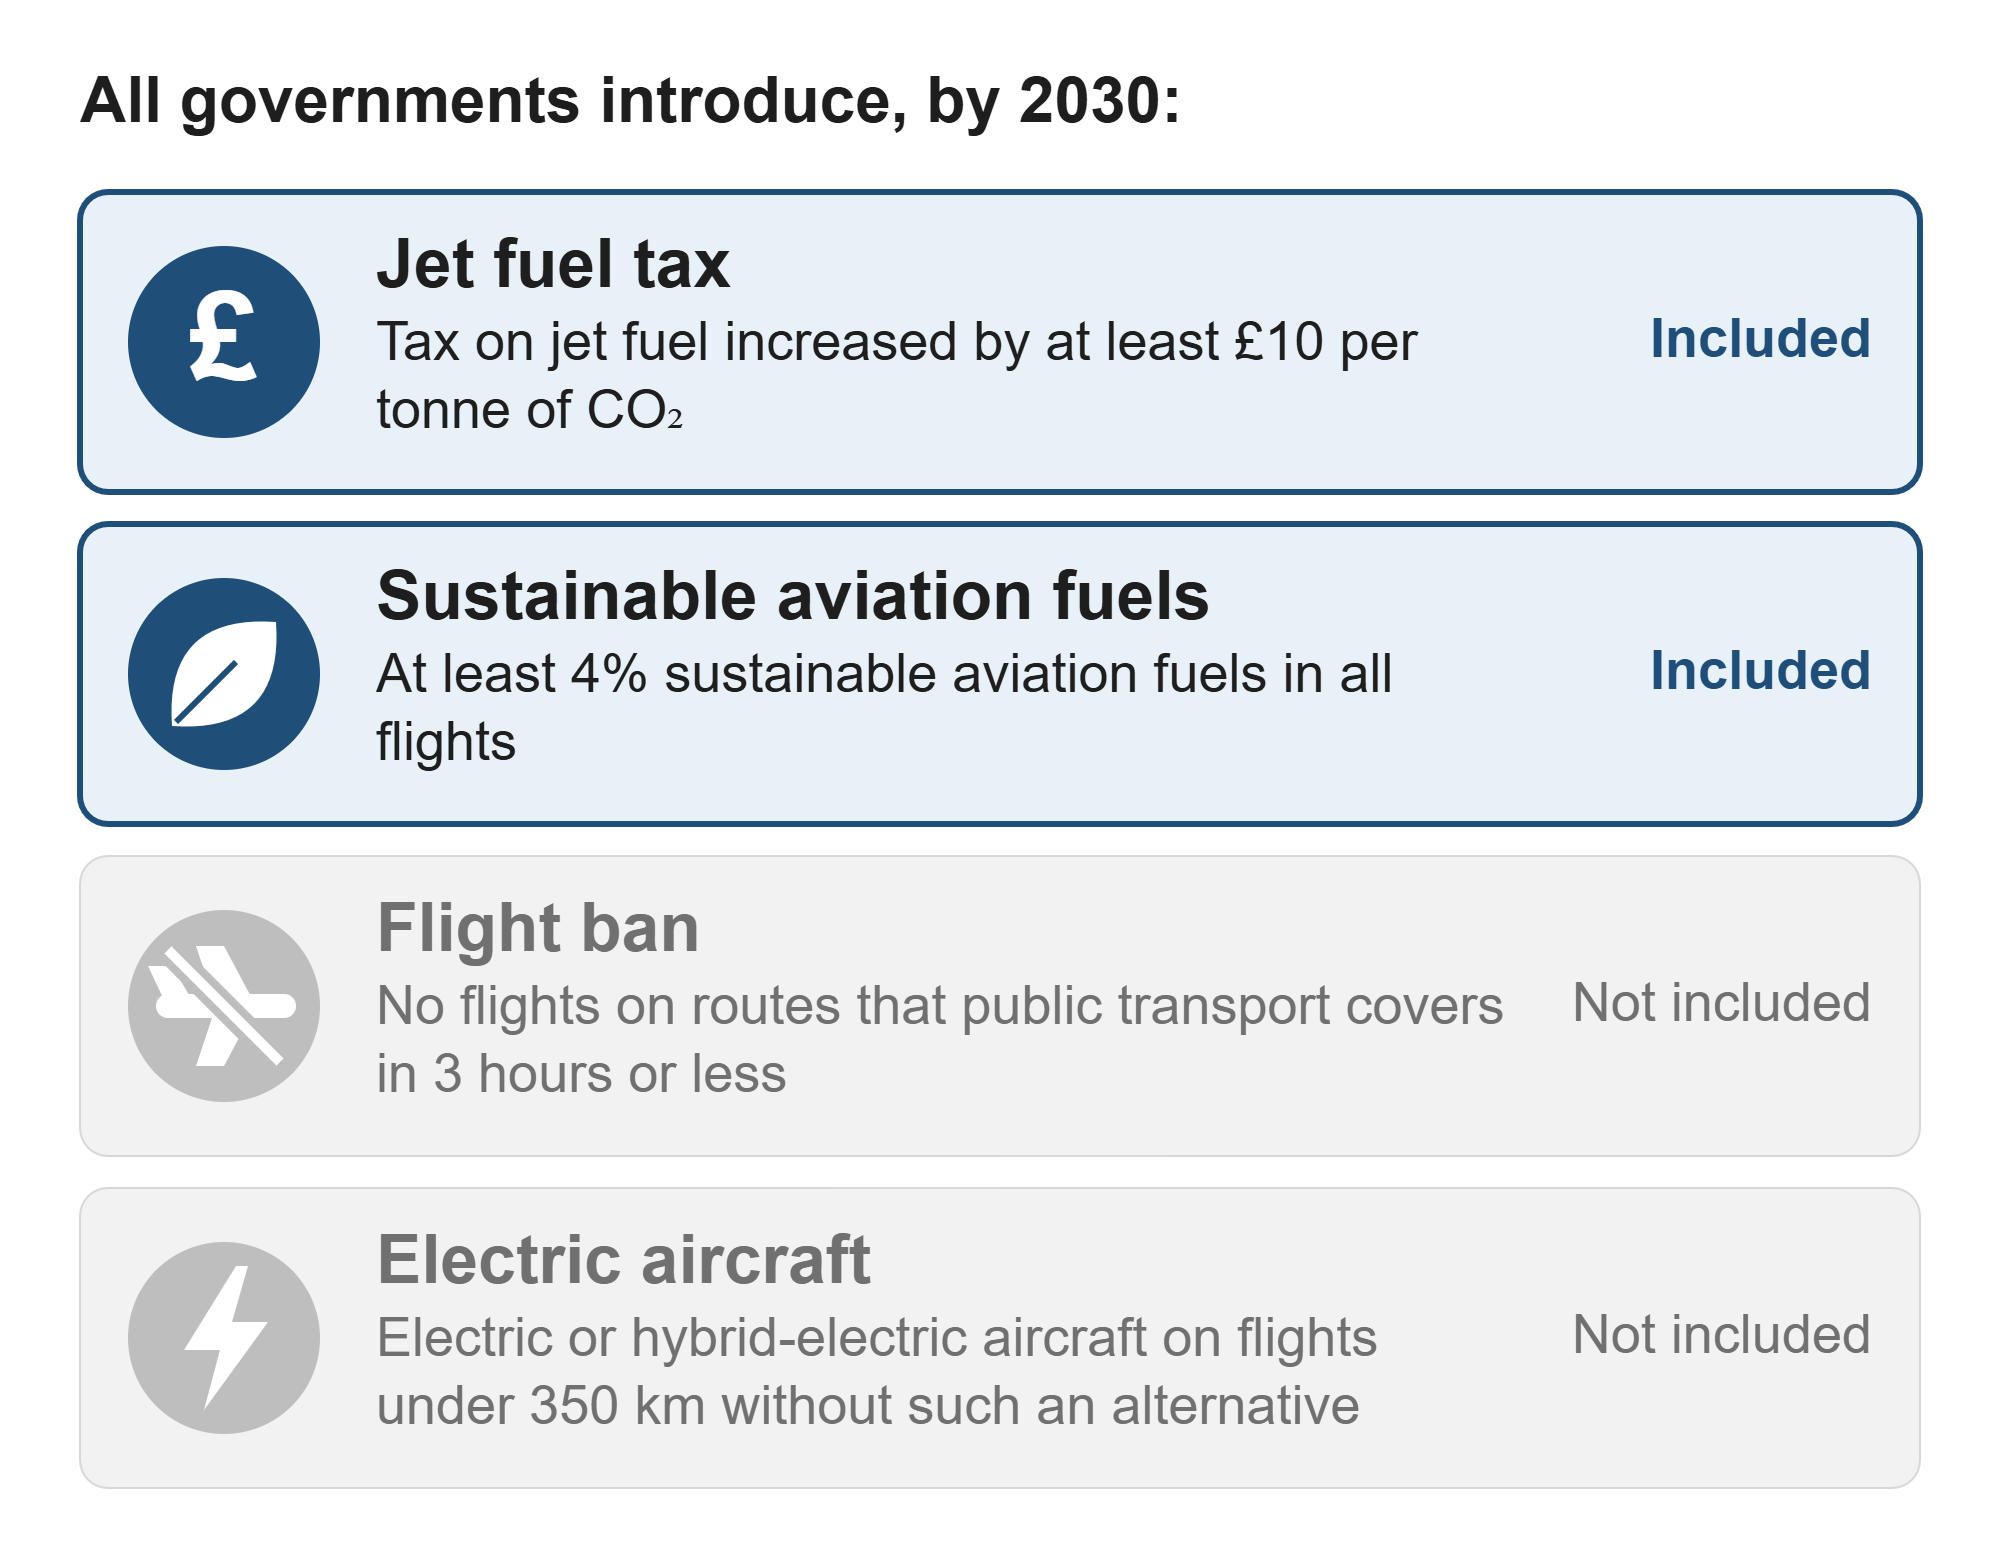 All governments introduce, by 2030:
£
Jet fuel tax
Tax on jet fuel increased by at least £10 per
tonne of CO₂
Included
Sustainable aviation fuels
At least 4% sustainable aviation fuels in all
flights
Included
Flight ban
No flights on routes that public transport covers
in 3 hours or less
Not included
Electric aircraft
Electric or hybrid-electric aircraft on flights
under 350 km without such an alternative
Not included